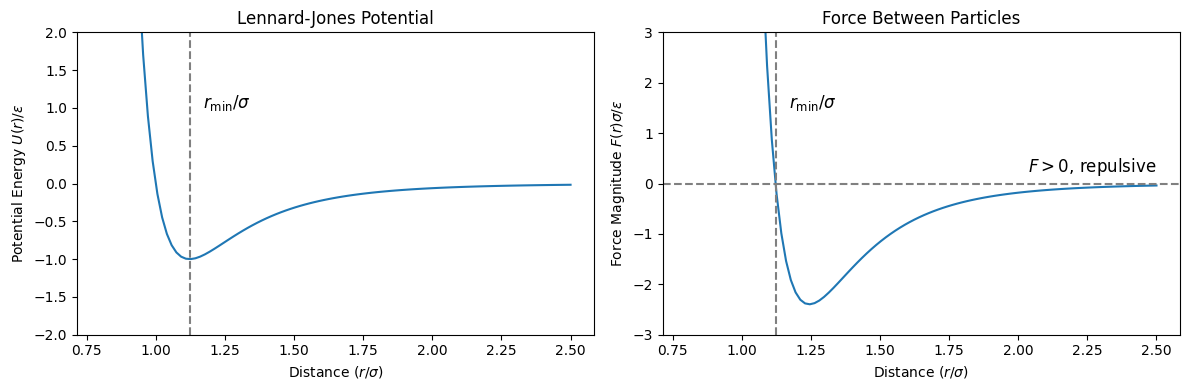 Lennard-Jones Potential
2.0
1.5
1.0
0.5
0.0
−0.5
−1.0
−1.5
−2.0
Potential Energy U(r)/ε
r_min/σ
0.75 1.00 1.25 1.50 1.75 2.00 2.25 2.50
Distance (r/σ)
Force Between Particles
3
2
1
0
−1
−2
−3
Force Magnitude F(r)σ/ε
r_min/σ
F > 0, repulsive
0.75 1.00 1.25 1.50 1.75 2.00 2.25 2.50
Distance (r/σ)